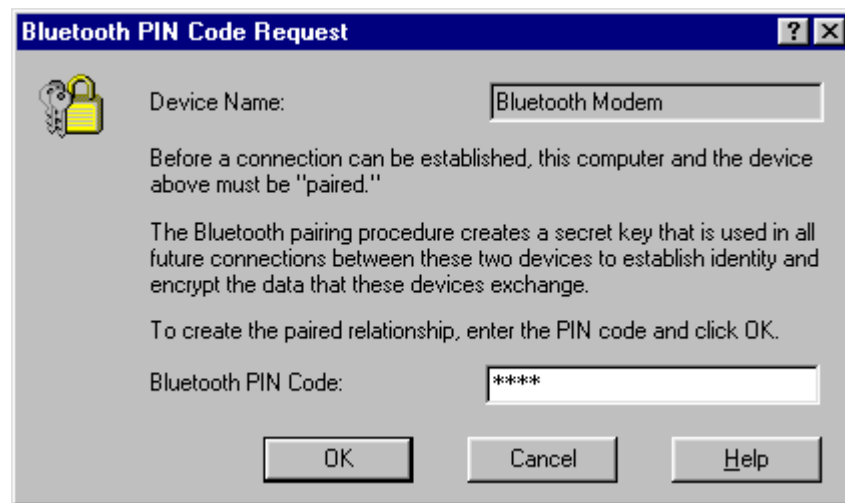 Bluetooth PIN Code Request
Device Name: Bluetooth Modem
Before a connection can be established, this computer and the device
above must be "paired."
The Bluetooth pairing procedure creates a secret key that is used in all
future connections between these two devices to establish identity and
encrypt the data that these devices exchange.
To create the paired relationship, enter the PIN code and click OK.
Bluetooth PIN Code: ****
OK Cancel Help